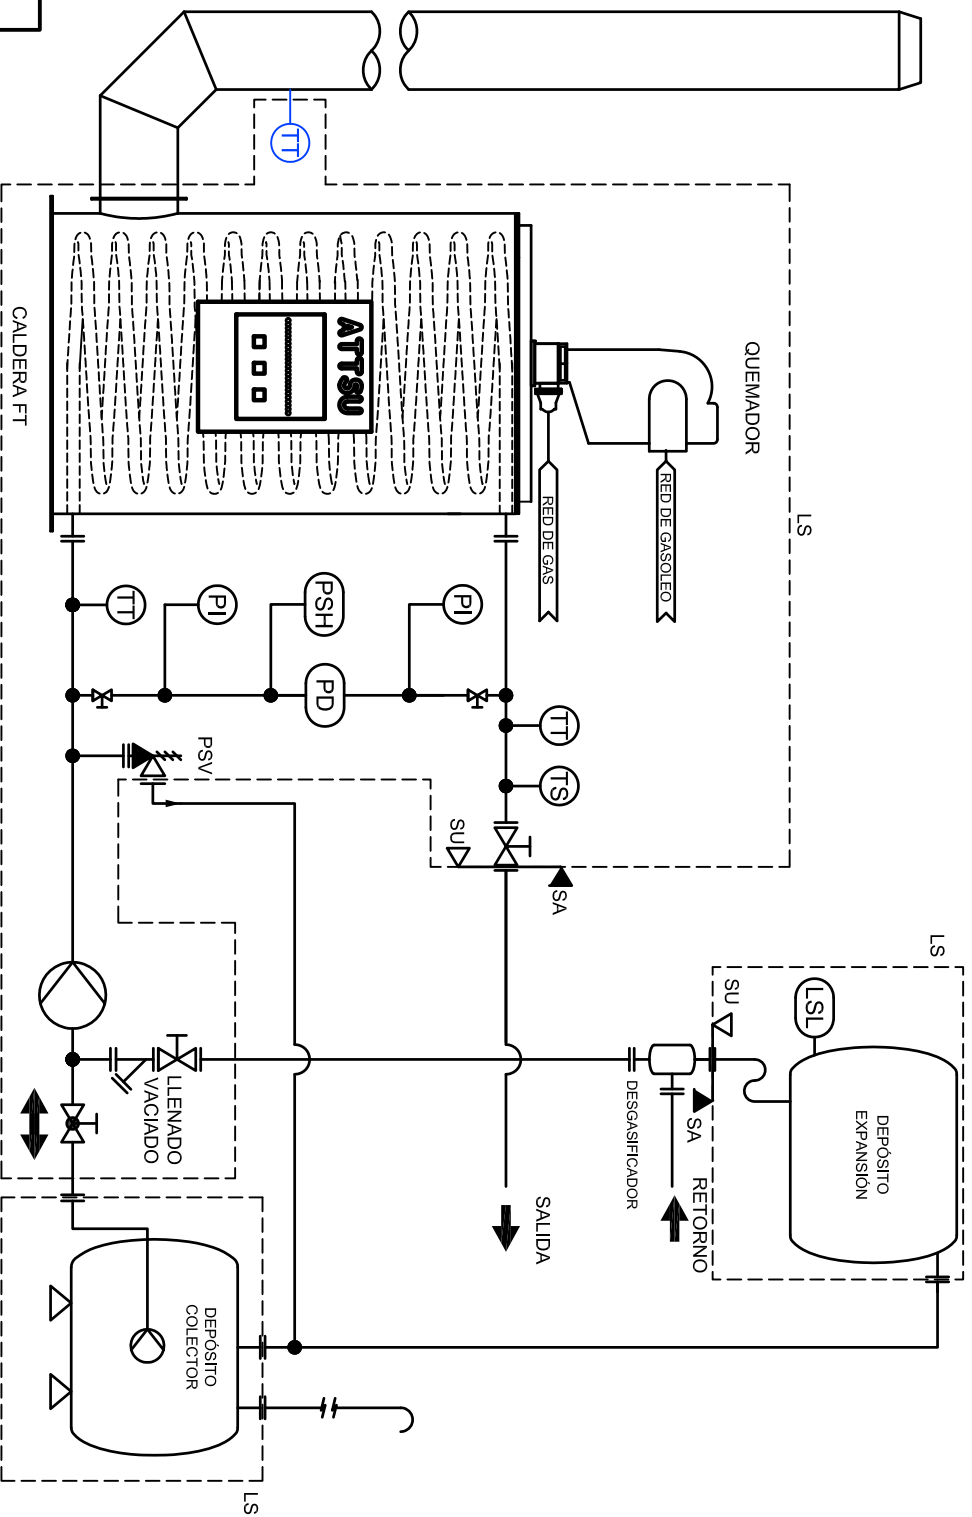 TT
LS
QUEMADOR
CALDERA FT
ATTSU
RED DE GAS
RED DE GASOLEO
TT
PI
PSH
PI
PD
TT
TS
PSV
SU
SA
LS
LSL
SU
SA
DEPÓSITO
EXPANSIÓN
DESGASIFICADOR
RETORNO
LLENADO
VACIADO
SALIDA
DEPÓSITO
COLECTOR
LS